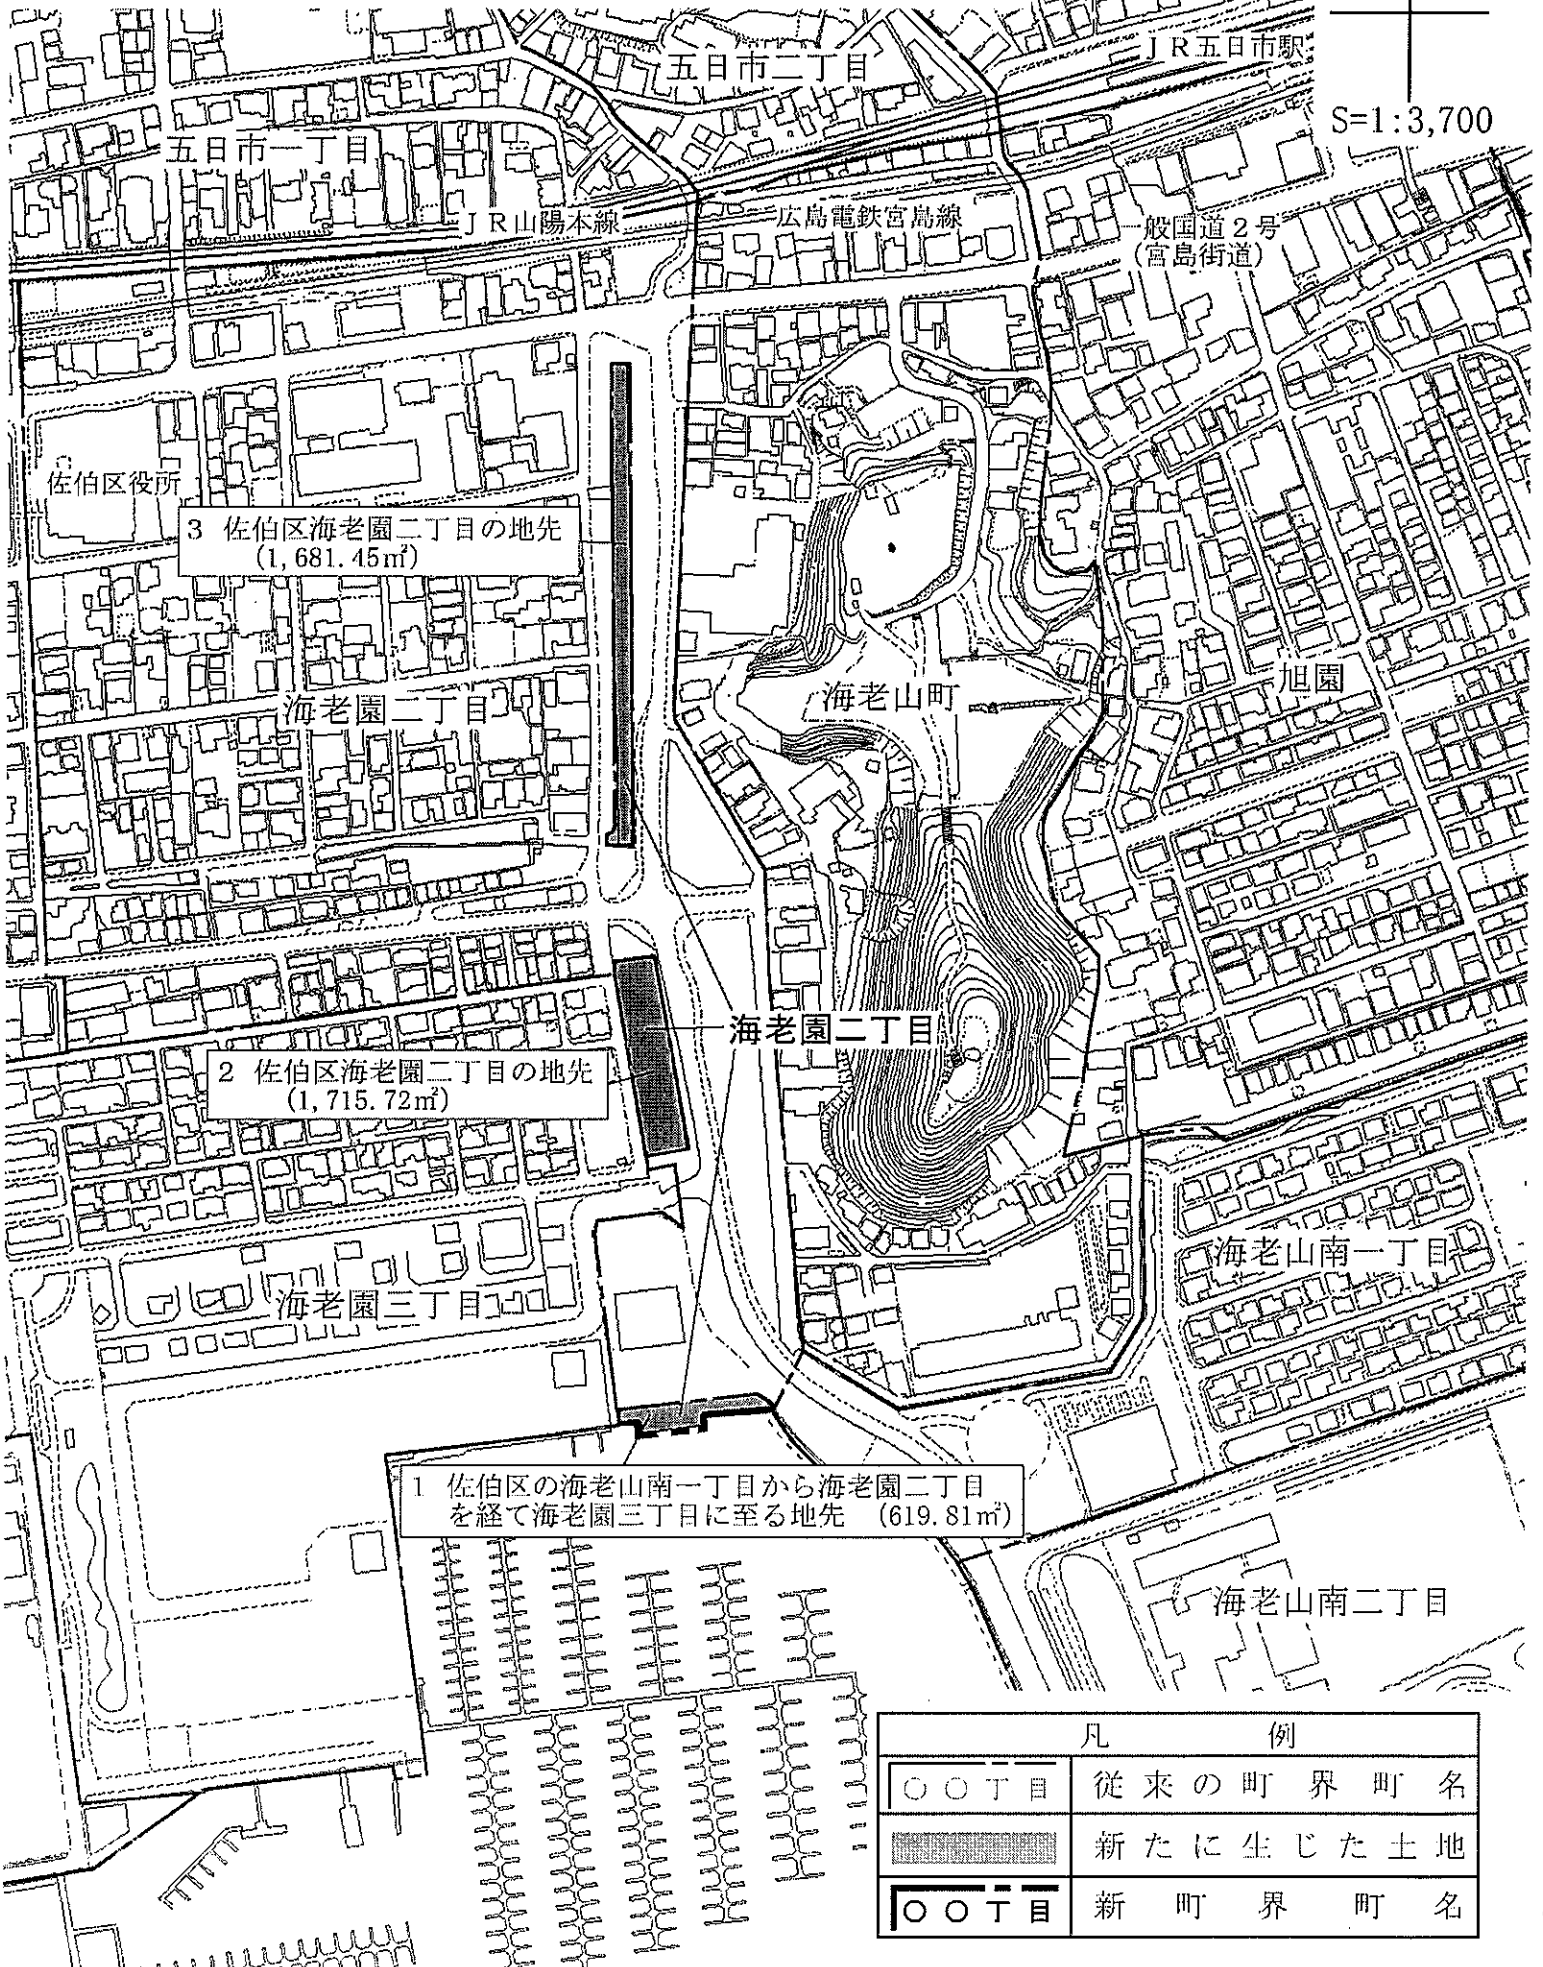 JR五日市駅
五日市二丁目
S=1:3,700
五日市一丁目
JR山陽本線
広島電鉄宮島線
一般国道2号
(宮島街道)
佐伯区役所
3 佐伯区海老園二丁目の地先
(1,681.45㎡)
海老園二丁目
海老山町
旭園
海老園二丁目
2 佐伯区海老園二丁目の地先
(1,715.72㎡)
海老山南一丁目
海老園三丁目
1 佐伯区の海老山南一丁目から海老園二丁目
を経て海老園三丁目に至る地先 (619.81㎡)
海老山南二丁目
凡例
○○丁目 従来の町界町名
新たに生じた土地
○○丁目 新町界町名